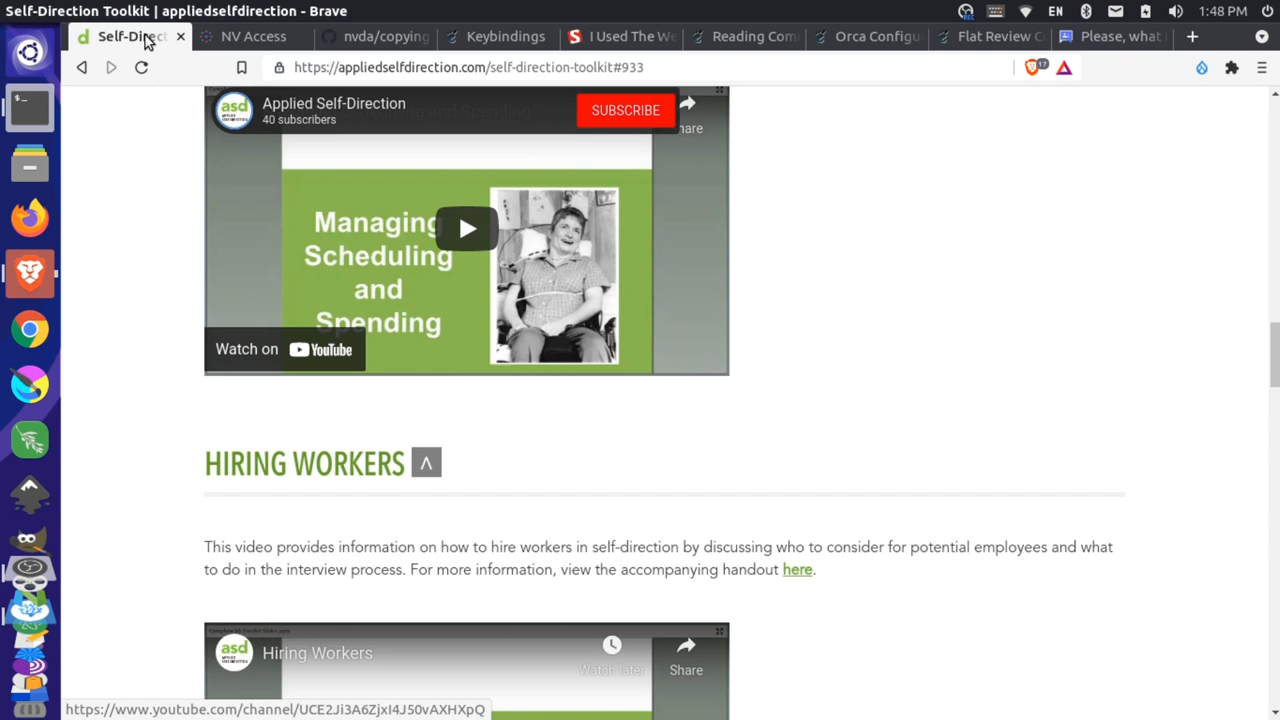 Self-Direction Toolkit | appliedselfdirection - Brave
EN
1:48 PM
Self-Direct
NV Access
nvda/copying
Keybindings
I Used The We
Reading Com
Orca Configu
Flat Review C
Please, what
https://appliedselfdirection.com/self-direction-toolkit#933
17
asd
Applied Self-Direction
40 subscribers
SUBSCRIBE
hare
Managing
Scheduling
and
Spending
Watch on YouTube
HIRING WORKERS
This video provides information on how to hire workers in self-direction by discussing who to consider for potential employees and what
to do in the interview process. For more information, view the accompanying handout here.
asd
Hiring Workers
Watch later
Share
https://www.youtube.com/channel/UCE2Ji3A6ZjxI4J50vAXHXpQ